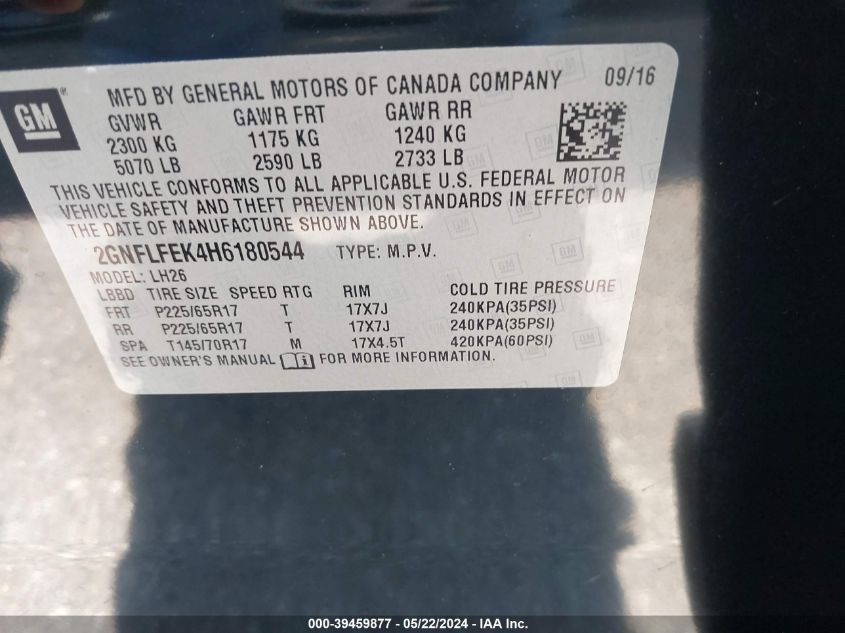 GM
MFD BY GENERAL MOTORS OF CANADA COMPANY 09/16
GVWR GAWR FRT GAWR RR
2300 KG 1175 KG 1240 KG
5070 LB 2590 LB 2733 LB
THIS VEHICLE CONFORMS TO ALL APPLICABLE U.S. FEDERAL MOTOR
VEHICLE SAFETY AND THEFT PREVENTION STANDARDS IN EFFECT ON
THE DATE OF MANUFACTURE SHOWN ABOVE.
2GNFLFEK4H6180544 TYPE: M.P.V.
MODEL: LH26
LBBD TIRE SIZE SPEED RTG RIM COLD TIRE PRESSURE
FRT P225/65R17 T 17X7J 240KPA(35PSI)
RR P225/65R17 T 17X7J 240KPA(35PSI)
SPA T145/70R17 M 17X4.5T 420KPA(60PSI)
SEE OWNER'S MANUAL FOR MORE INFORMATION.
000-39459877 - 05/22/2024 - IAA Inc.